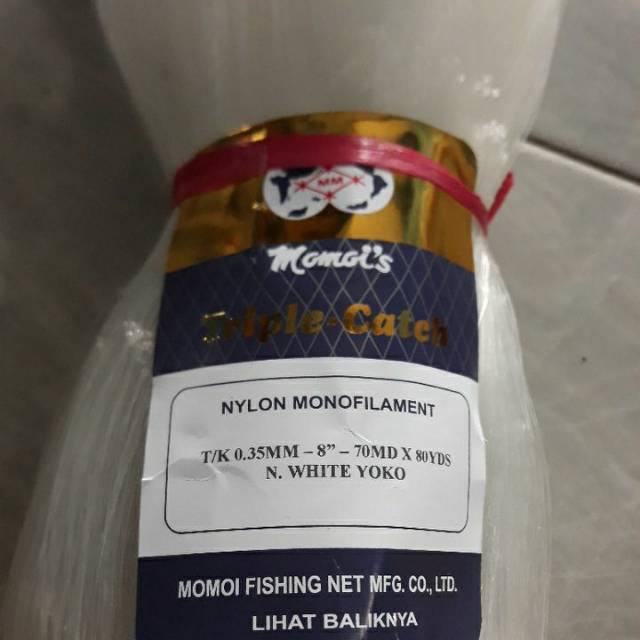 MM
Momoi's
Triple-Catch
NYLON MONOFILAMENT
T/K 0.35MM – 8” – 70MD X 80YDS
N. WHITE YOKO
MOMOI FISHING NET MFG. CO., LTD.
LIHAT BALIKNYA